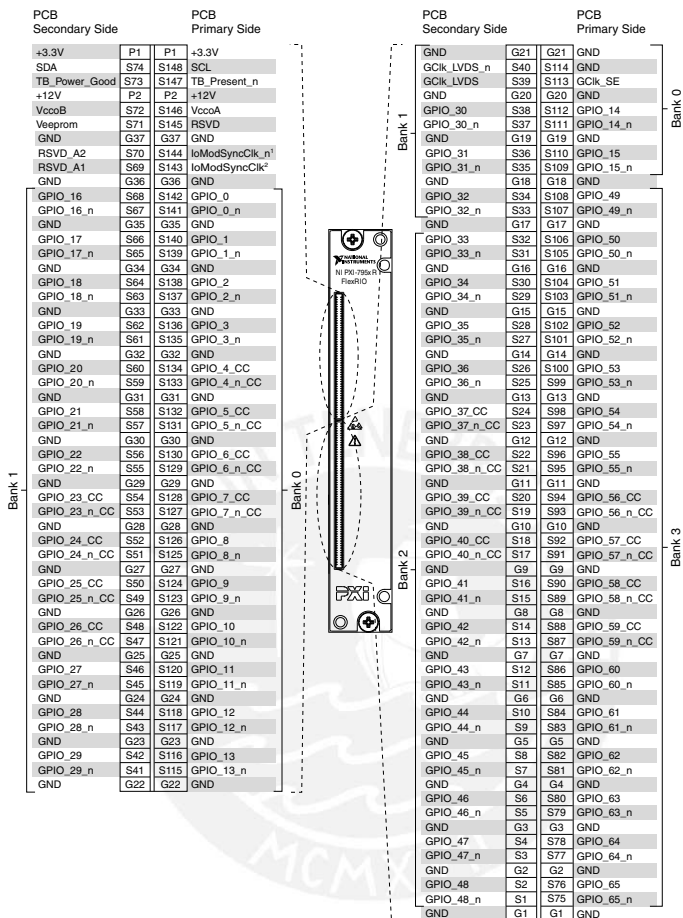 PCB
Secondary Side
PCB
Primary Side
+3.3V P1 P1 +3.3V
SDA S74 S148 SCL
TB_Power_Good S73 S147 TB_Present_n
+12V P2 P2 +12V
VccoB S72 S146 VccoA
Veeprom S71 S145 RSVD
GND G37 G37 GND
RSVD_A2 S70 S144 IoModSyncClk_n¹
RSVD_A1 S69 S143 IoModSyncClk²
GND G36 G36 GND
GPIO_16 S68 S142 GPIO_0
GPIO_16_n S67 S141 GPIO_0_n
GND G35 G35 GND
GPIO_17 S66 S140 GPIO_1
GPIO_17_n S65 S139 GPIO_1_n
GND G34 G34 GND
GPIO_18 S64 S138 GPIO_2
GPIO_18_n S63 S137 GPIO_2_n
GND G33 G33 GND
GPIO_19 S62 S136 GPIO_3
GPIO_19_n S61 S135 GPIO_3_n
GND G32 G32 GND
GPIO_20 S60 S134 GPIO_4_CC
GPIO_20_n S59 S133 GPIO_4_n_CC
GND G31 G31 GND
GPIO_21 S58 S132 GPIO_5_CC
GPIO_21_n S57 S131 GPIO_5_n_CC
GND G30 G30 GND
GPIO_22 S56 S130 GPIO_6_CC
GPIO_22_n S55 S129 GPIO_6_n_CC
GND G29 G29 GND
GPIO_23_CC S54 S128 GPIO_7_CC
GPIO_23_n_CC S53 S127 GPIO_7_n_CC
GND G28 G28 GND
GPIO_24_CC S52 S126 GPIO_8
GPIO_24_n_CC S51 S125 GPIO_8_n
GND G27 G27 GND
GPIO_25_CC S50 S124 GPIO_9
GPIO_25_n_CC S49 S123 GPIO_9_n
GND G26 G26 GND
GPIO_26_CC S48 S122 GPIO_10
GPIO_26_n_CC S47 S121 GPIO_10_n
GND G25 G25 GND
GPIO_27 S46 S120 GPIO_11
GPIO_27_n S45 S119 GPIO_11_n
GND G24 G24 GND
GPIO_28 S44 S118 GPIO_12
GPIO_28_n S43 S117 GPIO_12_n
GND G23 G23 GND
GPIO_29 S42 S116 GPIO_13
GPIO_29_n S41 S115 GPIO_13_n
GND G22 G22 GND
Bank 1
Bank 0
NATIONAL
INSTRUMENTS
NI PXI-795xR
FlexRIO
PXI
PCB
Secondary Side
PCB
Primary Side
GND G21 G21 GND
GClk_LVDS_n S40 S114 GND
GClk_LVDS S39 S113 GClk_SE
GND G20 G20 GND
GPIO_30 S38 S112 GPIO_14
GPIO_30_n S37 S111 GPIO_14_n
GND G19 G19 GND
GPIO_31 S36 S110 GPIO_15
GPIO_31_n S35 S109 GPIO_15_n
GND G18 G18 GND
GPIO_32 S34 S108 GPIO_49
GPIO_32_n S33 S107 GPIO_49_n
GND G17 G17 GND
GPIO_33 S32 S106 GPIO_50
GPIO_33_n S31 S105 GPIO_50_n
GND G16 G16 GND
GPIO_34 S30 S104 GPIO_51
GPIO_34_n S29 S103 GPIO_51_n
GND G15 G15 GND
GPIO_35 S28 S102 GPIO_52
GPIO_35_n S27 S101 GPIO_52_n
GND G14 G14 GND
GPIO_36 S26 S100 GPIO_53
GPIO_36_n S25 S99 GPIO_53_n
GND G13 G13 GND
GPIO_37_CC S24 S98 GPIO_54
GPIO_37_n_CC S23 S97 GPIO_54_n
GND G12 G12 GND
GPIO_38_CC S22 S96 GPIO_55
GPIO_38_n_CC S21 S95 GPIO_55_n
GND G11 G11 GND
GPIO_39_CC S20 S94 GPIO_56_CC
GPIO_39_n_CC S19 S93 GPIO_56_n_CC
GND G10 G10 GND
GPIO_40_CC S18 S92 GPIO_57_CC
GPIO_40_n_CC S17 S91 GPIO_57_n_CC
GND G9 G9 GND
GPIO_41 S16 S90 GPIO_58_CC
GPIO_41_n S15 S89 GPIO_58_n_CC
GND G8 G8 GND
GPIO_42 S14 S88 GPIO_59_CC
GPIO_42_n S13 S87 GPIO_59_n_CC
GND G7 G7 GND
GPIO_43 S12 S86 GPIO_60
GPIO_43_n S11 S85 GPIO_60_n
GND G6 G6 GND
GPIO_44 S10 S84 GPIO_61
GPIO_44_n S9 S83 GPIO_61_n
GND G5 G5 GND
GPIO_45 S8 S82 GPIO_62
GPIO_45_n S7 S81 GPIO_62_n
GND G4 G4 GND
GPIO_46 S6 S80 GPIO_63
GPIO_46_n S5 S79 GPIO_63_n
GND G3 G3 GND
GPIO_47 S4 S78 GPIO_64
GPIO_47_n S3 S77 GPIO_64_n
GND G2 G2 GND
GPIO_48 S2 S76 GPIO_65
GPIO_48_n S1 S75 GPIO_65_n
GND G1 G1 GND
Bank 1
Bank 2
Bank 0
Bank 3